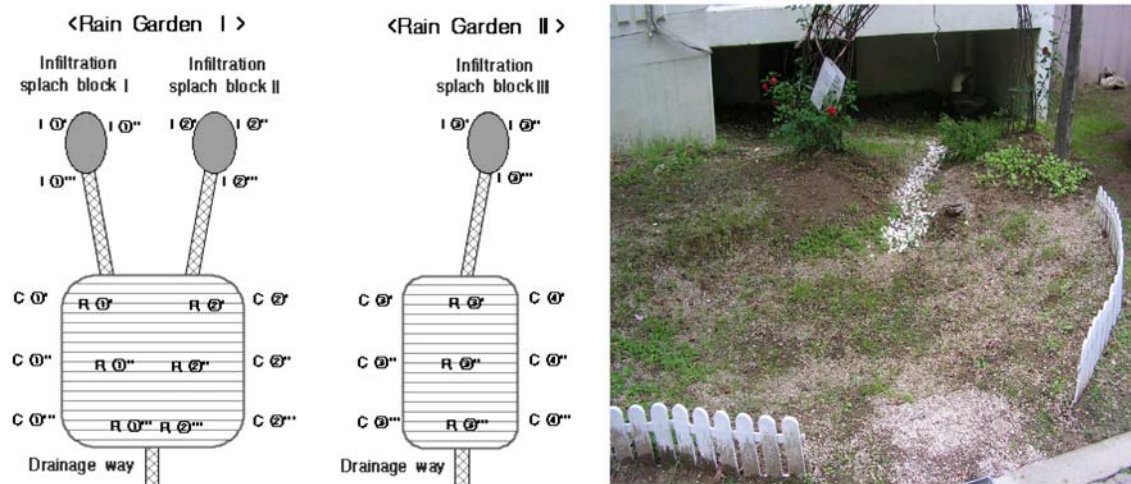 <Rain Garden Ⅰ>
<Rain Garden Ⅱ>
Infiltration
splach block Ⅰ
Infiltration
splach block Ⅱ
Infiltration
splach block Ⅲ
I ①'
I ①''
I ②'
I ②''
I ③'
I ③''
I ①'''
I ②'''
I ③'''
C ①'
R ①'
R ②'
C ②'
C ③'
R ③'
C ④'
C ①''
R ①''
R ②''
C ②''
C ③''
R ③''
C ④''
C ①'''
R ①'''
R ②'''
C ②'''
C ③'''
R ③'''
C ④'''
Drainage way
Drainage way